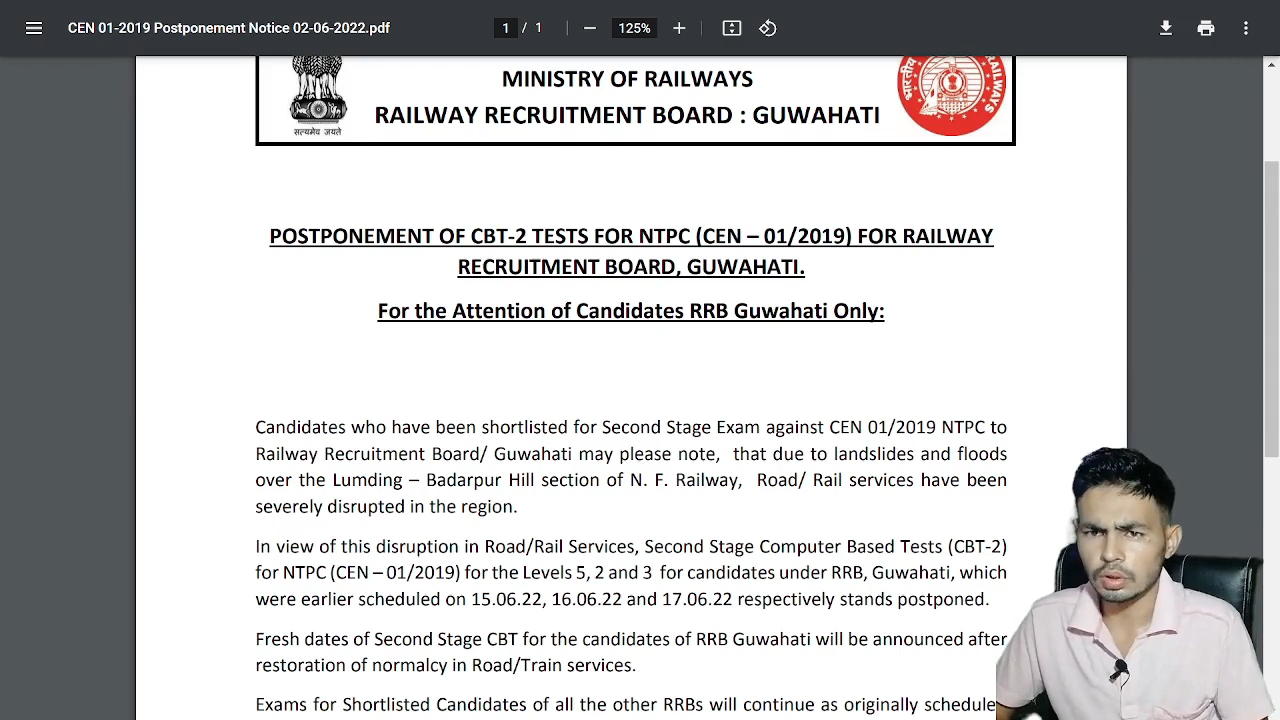 CEN 01-2019 Postponement Notice 02-06-2022.pdf
1 / 1
125%
MINISTRY OF RAILWAYS
RAILWAY RECRUITMENT BOARD : GUWAHATI
सत्यमेव जयते
POSTPONEMENT OF CBT-2 TESTS FOR NTPC (CEN – 01/2019) FOR RAILWAY
RECRUITMENT BOARD, GUWAHATI.
For the Attention of Candidates RRB Guwahati Only:
Candidates who have been shortlisted for Second Stage Exam against CEN 01/2019 NTPC to
Railway Recruitment Board/ Guwahati may please note, that due to landslides and floods
over the Lumding – Badarpur Hill section of N. F. Railway, Road/ Rail services have been
severely disrupted in the region.
In view of this disruption in Road/Rail Services, Second Stage Computer Based Tests (CBT-2)
for NTPC (CEN – 01/2019) for the Levels 5, 2 and 3 for candidates under RRB, Guwahati, which
were earlier scheduled on 15.06.22, 16.06.22 and 17.06.22 respectively stands postponed.
Fresh dates of Second Stage CBT for the candidates of RRB Guwahati will be announced after
restoration of normalcy in Road/Train services.
Exams for Shortlisted Candidates of all the other RRBs will continue as originally schedule